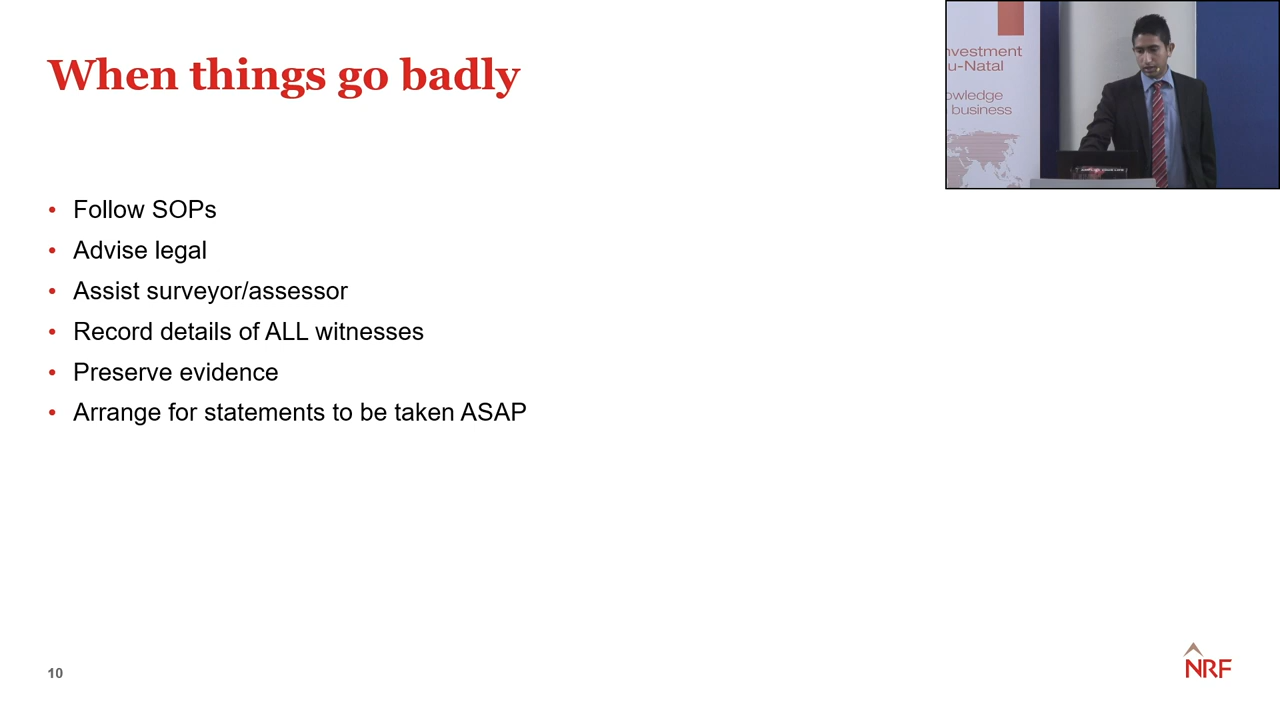 When things go badly
nvestment
u-Natal
owledge
business
• Follow SOPs
• Advise legal
• Assist surveyor/assessor
• Record details of ALL witnesses
• Preserve evidence
• Arrange for statements to be taken ASAP
10
NRF